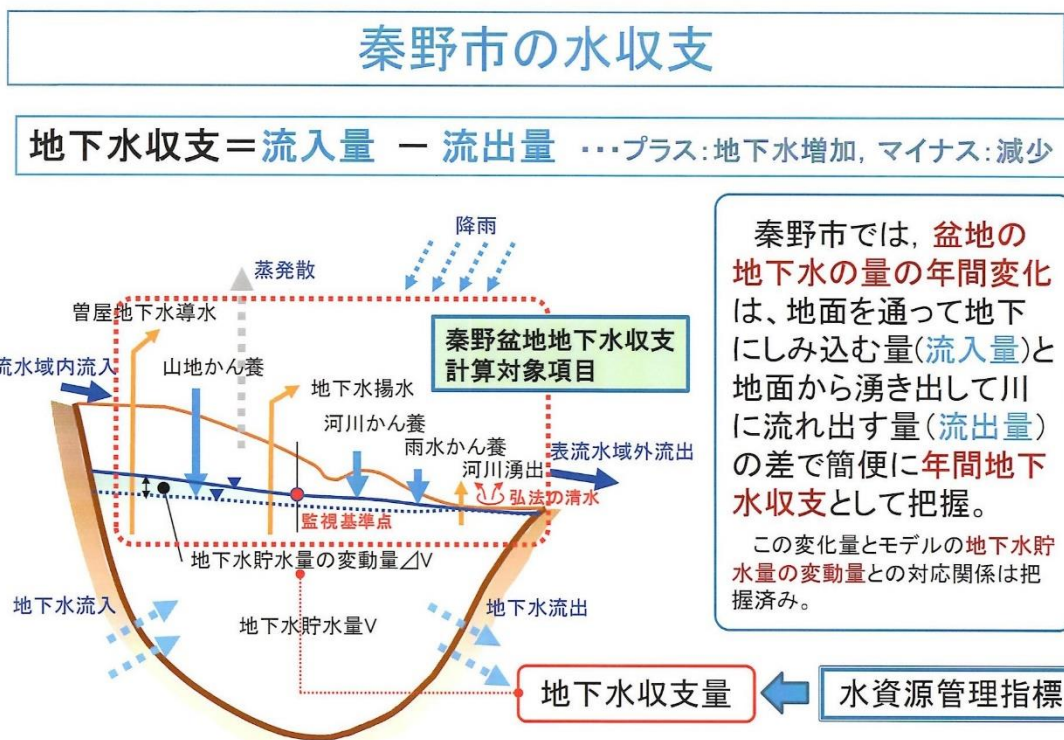 秦野市の水収支
地下水収支＝流入量 － 流出量 …プラス:地下水増加, マイナス:減少
降雨
蒸発散
曽屋地下水導水
流水域内流入
山地かん養
地下水揚水
秦野盆地地下水収支
計算対象項目
河川かん養
雨水かん養
河川湧出
表流水域外流出
弘法の清水
監視基準点
地下水貯水量の変動量⊿V
地下水流入
地下水貯水量V
地下水流出
秦野市では, 盆地の
地下水の量の年間変化
は、地面を通って地下
にしみ込む量(流入量)と
地面から湧き出して川
に流れ出す量(流出量)
の差で簡便に年間地下
水収支として把握。
この変化量とモデルの地下水貯
水量の変動量との対応関係は把
握済み。
地下水収支量
水資源管理指標